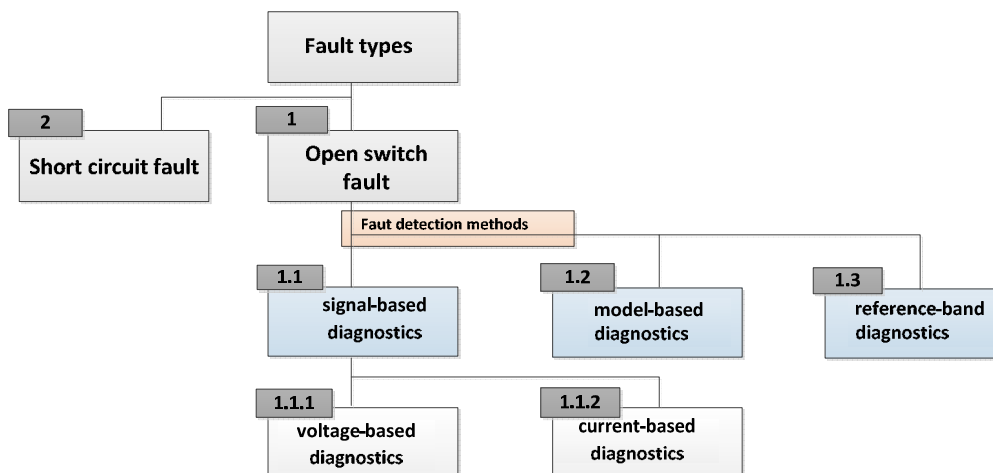 Fault types
2
Short circuit fault
1
Open switch
fault
Faut detection methods
1.1
signal-based
diagnostics
1.2
model-based
diagnostics
1.3
reference-band
diagnostics
1.1.1
voltage-based
diagnostics
1.1.2
current-based
diagnostics